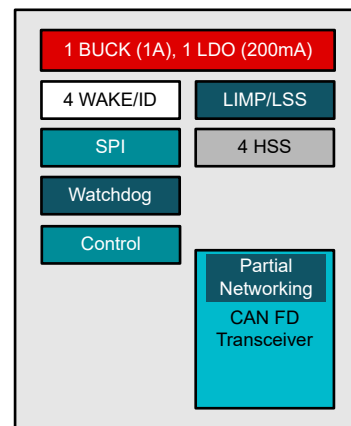 1 BUCK (1A), 1 LDO (200mA)
4 WAKE/ID
LIMP/LSS
SPI
4 HSS
Watchdog
Control
Partial
Networking
CAN FD
Transceiver